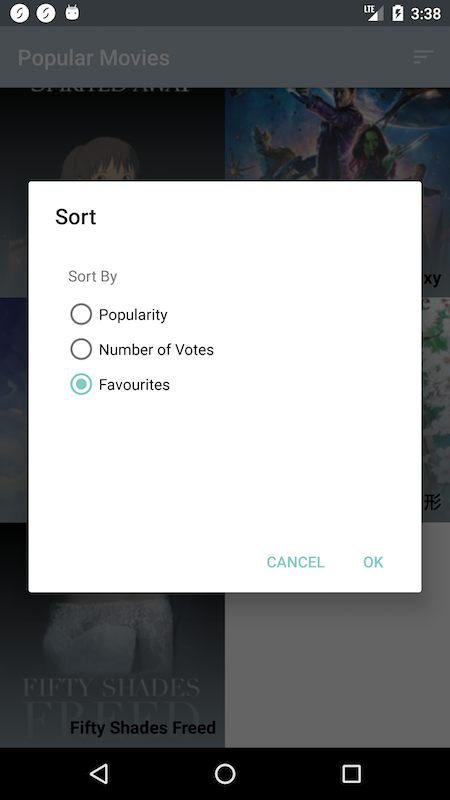 LTE 3:38
Popular Movies
SPIRITED AWAY
Sort
xy
Sort By
Popularity
Number of Votes
Favourites
形
CANCEL OK
FIFTY SHADES
FREED
Fifty Shades Freed